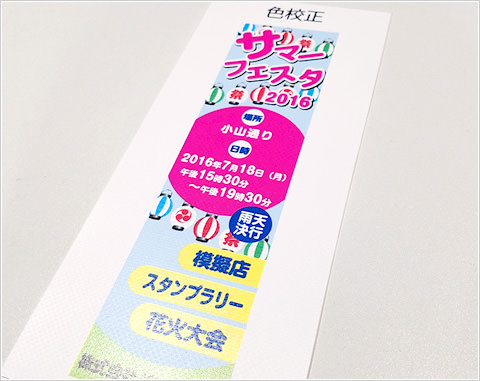 色校正
サマー
フェスタ
祭
2016
場所
小山通り
日時
2016年7月18日（月）
午後15時30分
～午後19時30分
雨天
決行
祭
模擬店
スタンプラリー
花火大会